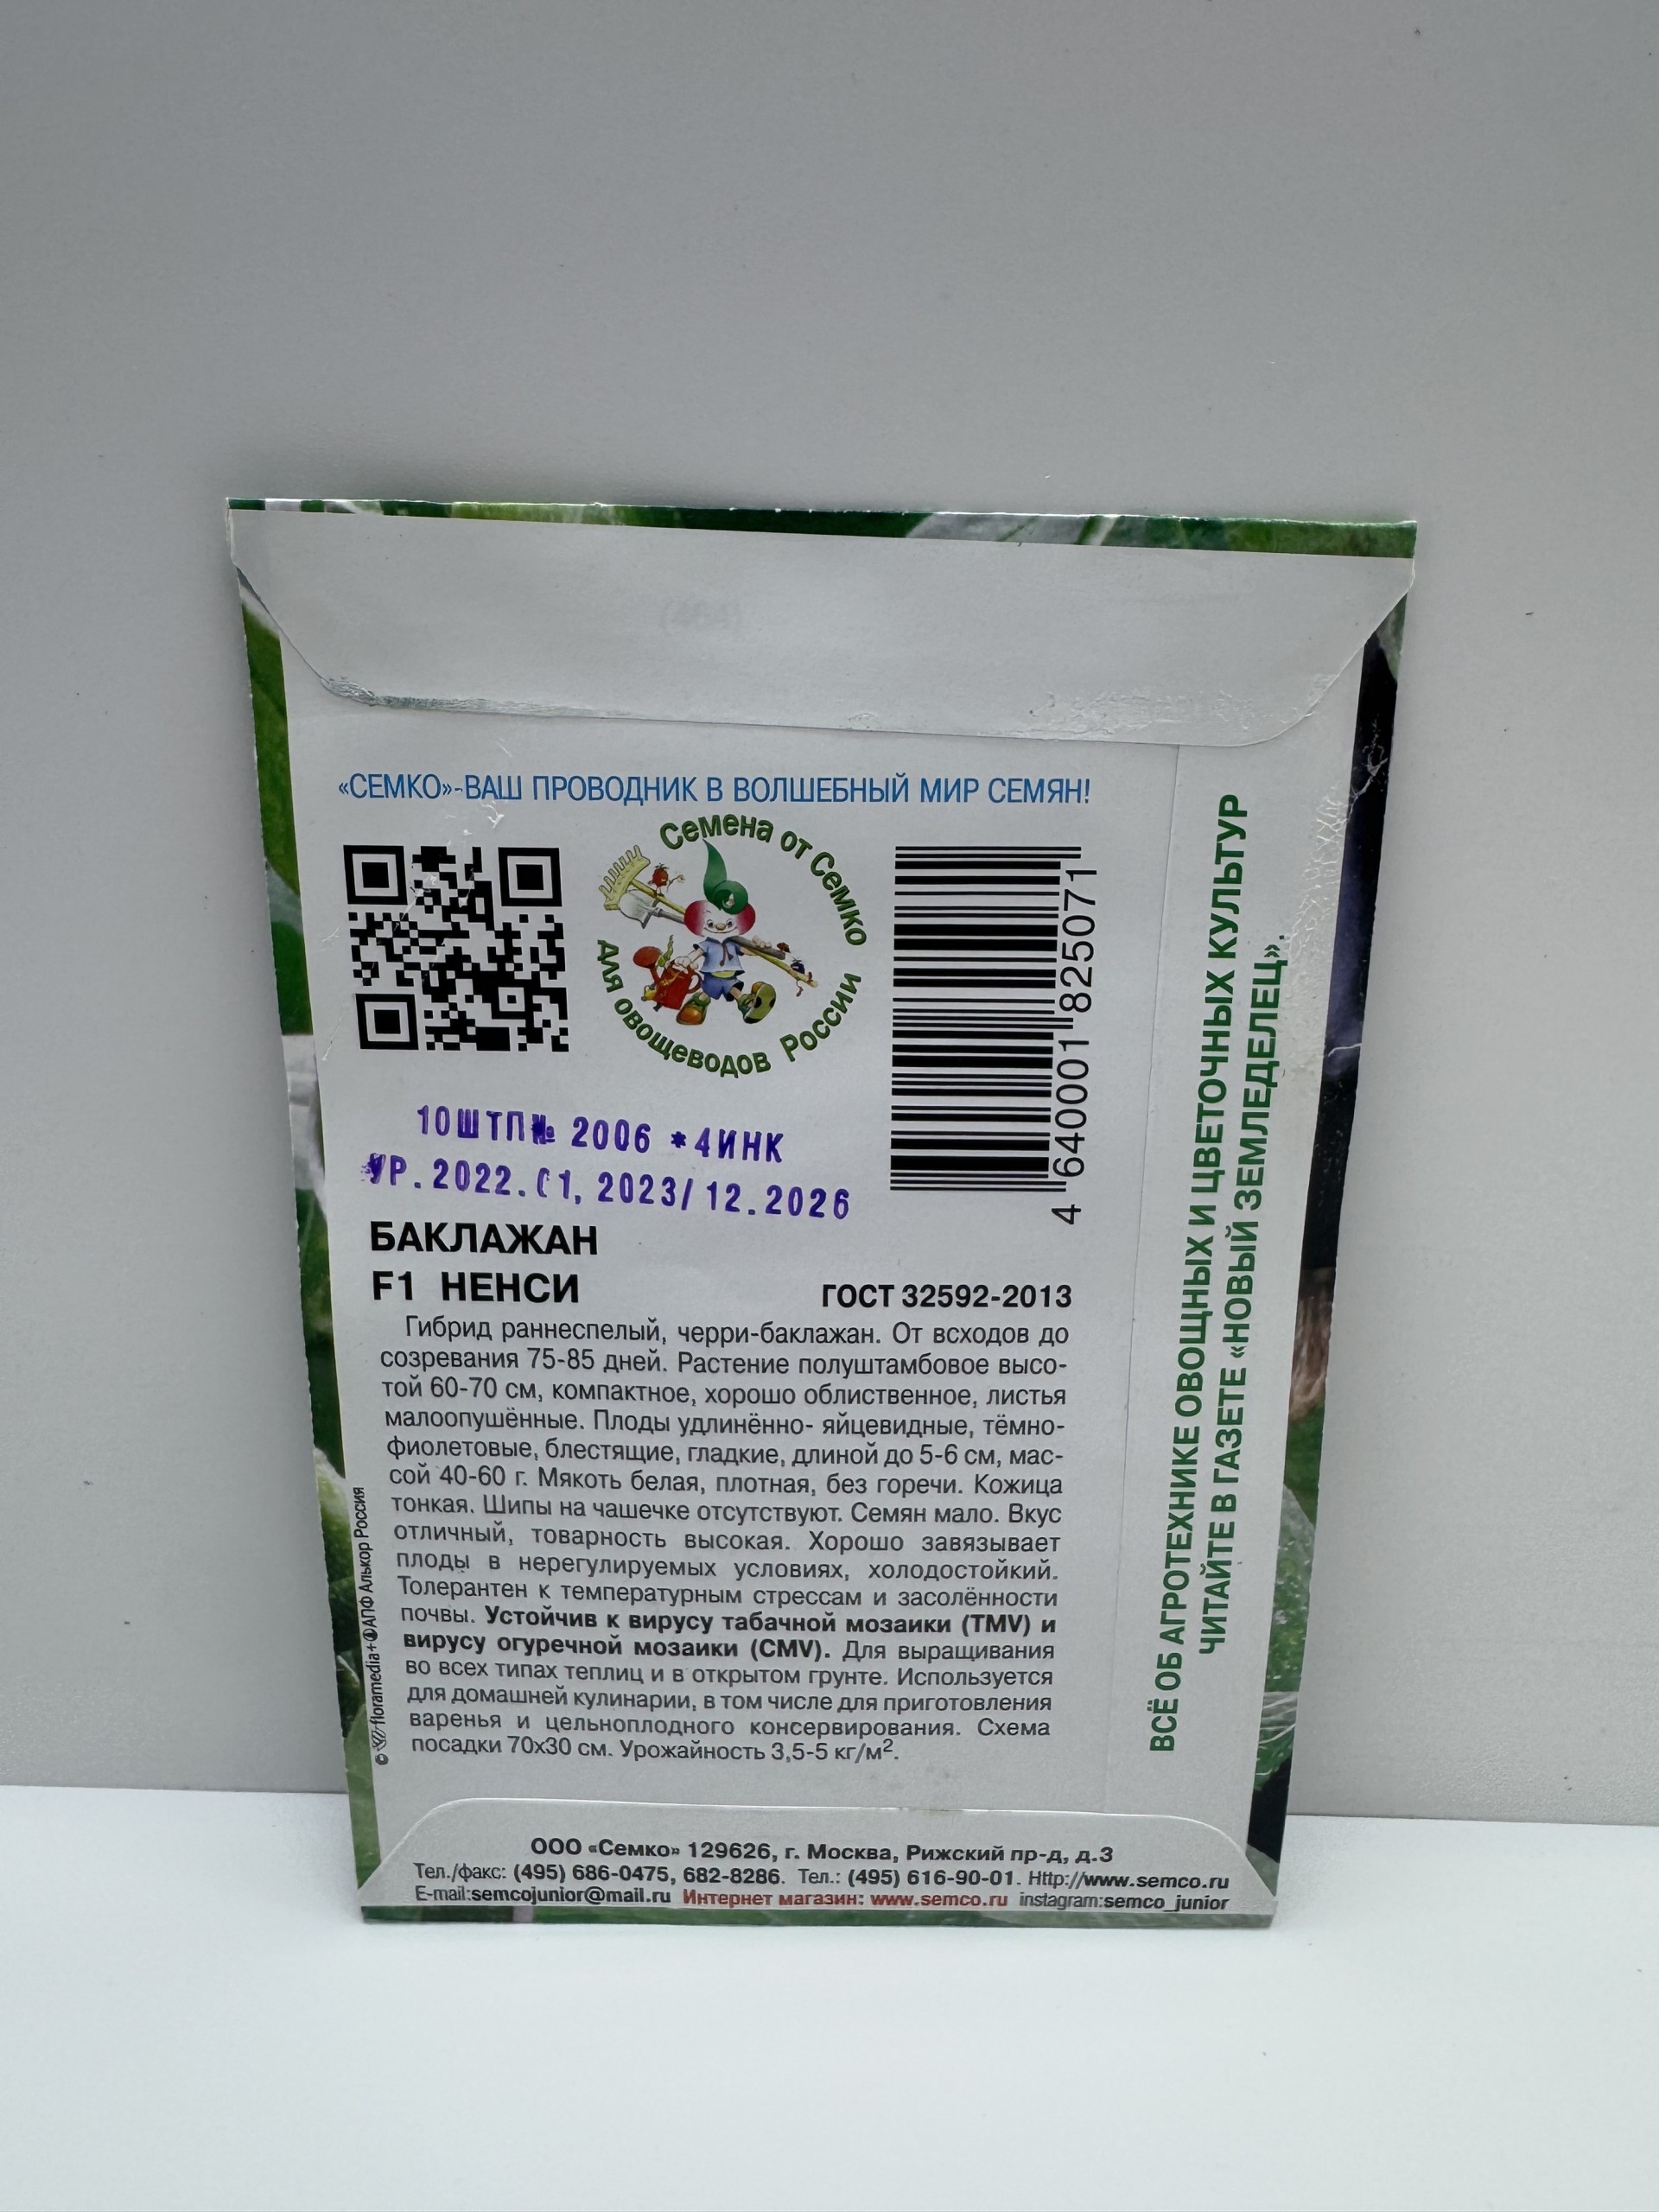 «СЕМКО»-ВАШ ПРОВОДНИК В ВОЛШЕБНЫЙ МИР СЕМЯН!
Семена от Семко
для овощеводов России
4 640001 825071
10ШТП№ 2006 *4ИНК
УР.2022.01, 2023/12.2026
БАКЛАЖАН
F1 НЕНСИ
ГОСТ 32592-2013
Гибрид раннеспелый, черри-баклажан. От всходов до
созревания 75-85 дней. Растение полуштамбовое высо-
той 60-70 см, компактное, хорошо облиственное, листья
малоопушённые. Плоды удлинённо- яйцевидные, тёмно-
фиолетовые, блестящие, гладкие, длиной до 5-6 см, мас-
сой 40-60 г. Мякоть белая, плотная, без горечи. Кожица
тонкая. Шипы на чашечке отсутствуют. Семян мало. Вкус
отличный, товарность высокая. Хорошо завязывает
плоды в нерегулируемых условиях, холодостойкий.
Толерантен к температурным стрессам и засолённости
почвы. Устойчив к вирусу табачной мозаики (TMV) и
вирусу огуречной мозаики (CMV). Для выращивания
во всех типах теплиц и в открытом грунте. Используется
для домашней кулинарии, в том числе для приготовления
варенья и цельноплодного консервирования. Схема
посадки 70х30 см. Урожайность 3,5-5 кг/м².
© floramedia+АПФ Алькор Россия
ВСЁ ОБ АГРОТЕХНИКЕ ОВОЩНЫХ И ЦВЕТОЧНЫХ КУЛЬТУР
ЧИТАЙТЕ В ГАЗЕТЕ «НОВЫЙ ЗЕМЛЕДЕЛЕЦ».
ООО «Семко» 129626, г. Москва, Рижский пр-д, д.3
Тел./факс: (495) 686-0475, 682-8286. Тел.: (495) 616-90-01. Http://www.semco.ru
E-mail:semcojunior@mail.ru Интернет магазин: www.semco.ru instagram:semco_junior